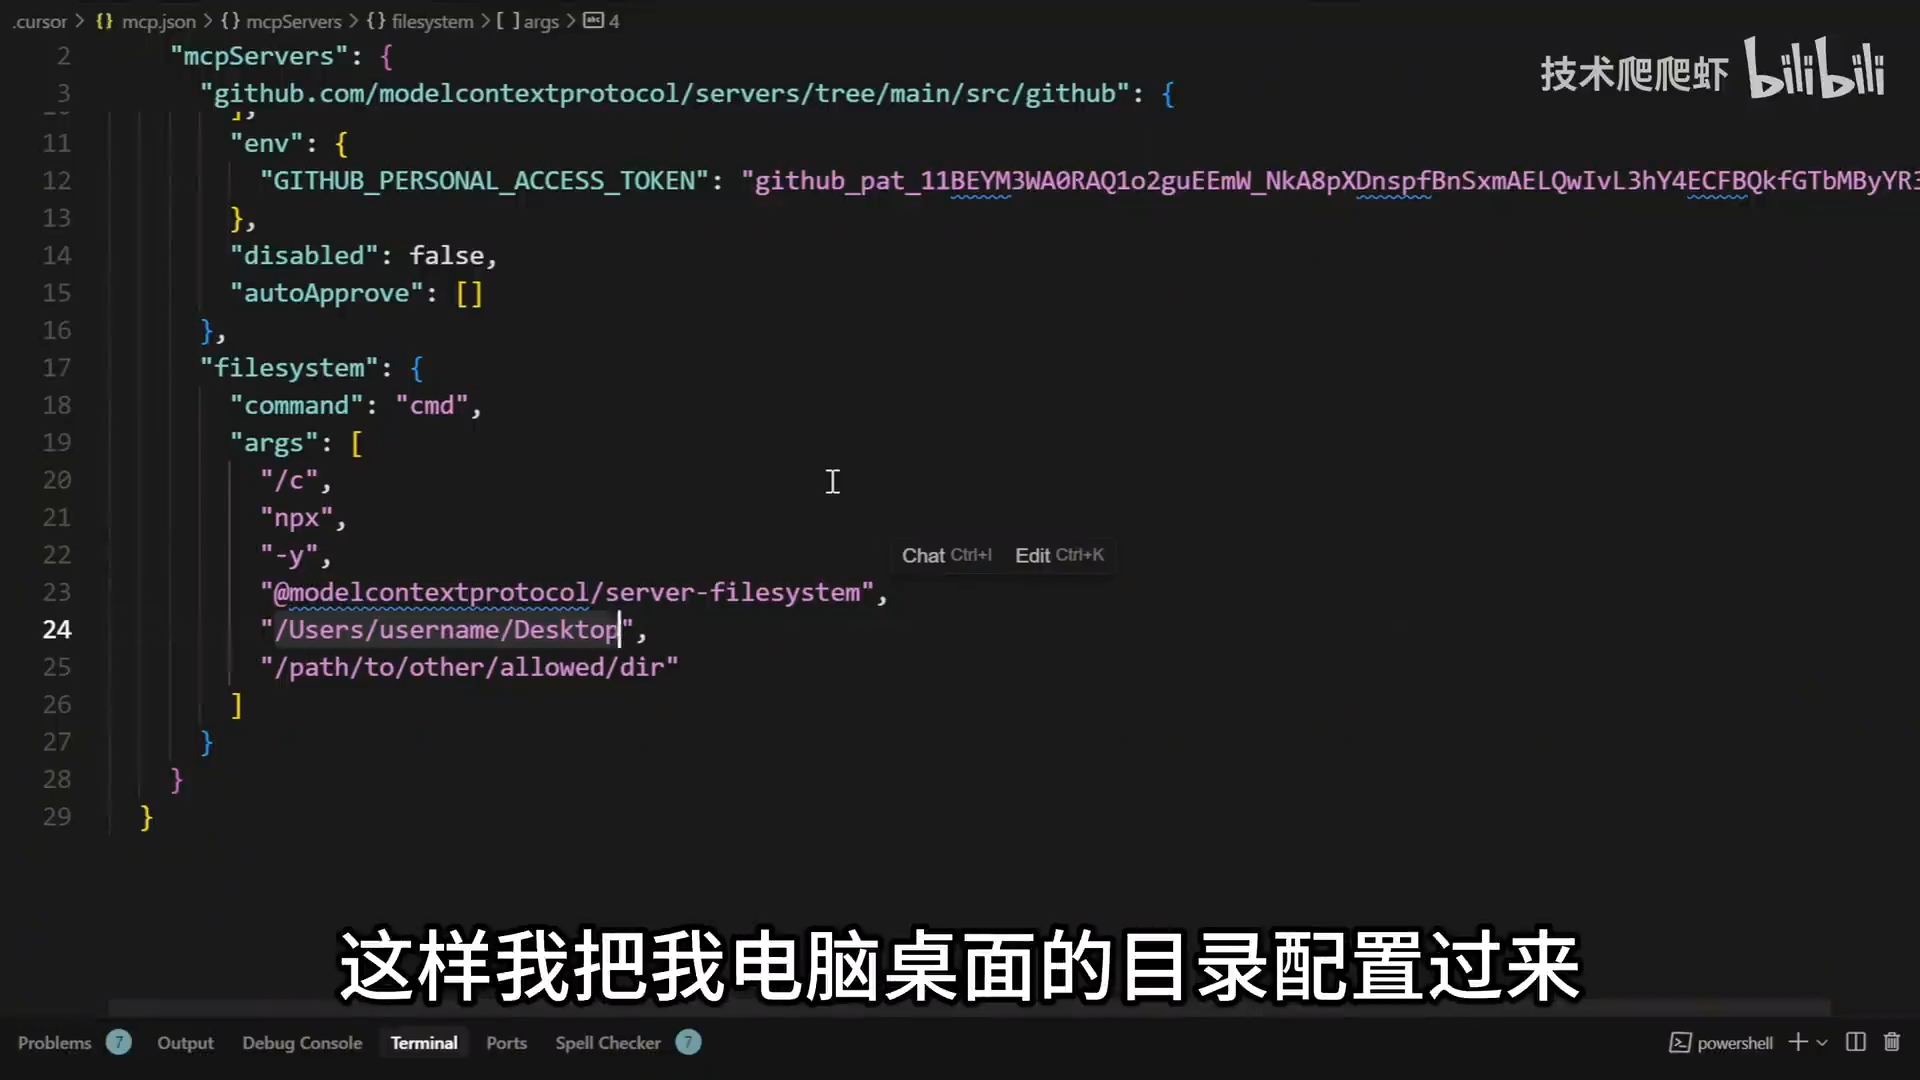 .cursor > {} mcp.json > {} mcpServers > {} filesystem > [ ] args > abc 4
技术爬爬虾 bilibili
2 "mcpServers": {
3 "github.com/modelcontextprotocol/servers/tree/main/src/github": {
],
11 "env": {
12 "GITHUB_PERSONAL_ACCESS_TOKEN": "github_pat_11BEYM3WA0RAQ1o2guEEmW_NkA8pXDnspfBnSxmAELQwIvL3hY4ECFBQkfGTbMByYR3
13 },
14 "disabled": false,
15 "autoApprove": []
16 },
17 "filesystem": {
18 "command": "cmd",
19 "args": [
20 "/c",
21 "npx",
22 "-y",
Chat Ctrl+I Edit Ctrl+K
23 "@modelcontextprotocol/server-filesystem",
24 "/Users/username/Desktop",
25 "/path/to/other/allowed/dir"
26 ]
27 }
28 }
29 }
这样我把我电脑桌面的目录配置过来
Problems 7 Output Debug Console Terminal Ports Spell Checker 7 powershell